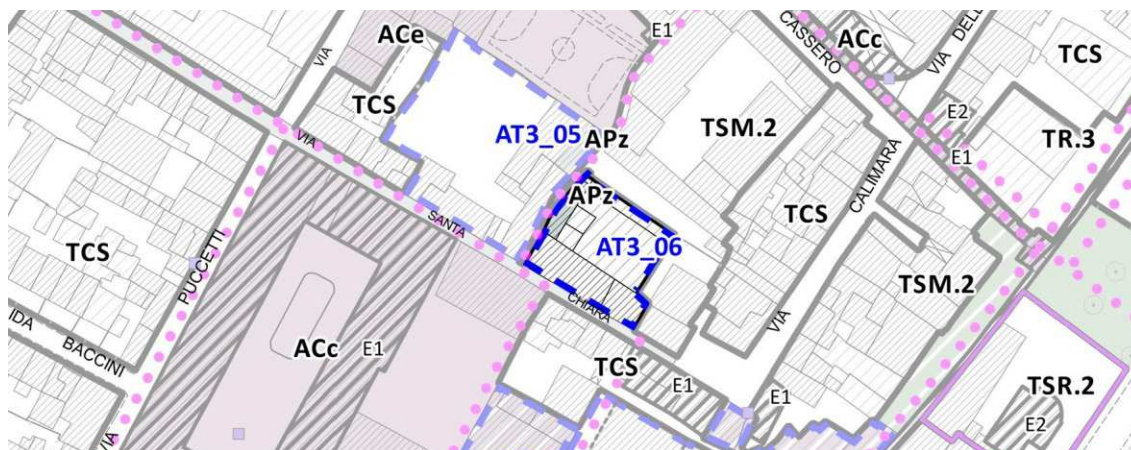 ACe
E1
CASSERO
ACc
VIA DELL
TCS
VIA
TCS
AT3_05
APz
TSM.2
E2
TR.3
E1
VIA
APz
CALIMARA
TCS
SANTA
AT3_06
TCS
PUCCETTI
TSM.2
CHIARA
IDA BACCINI
ACc
E1
TCS
VIA
TSR.2
E1
E1
E2
VIA